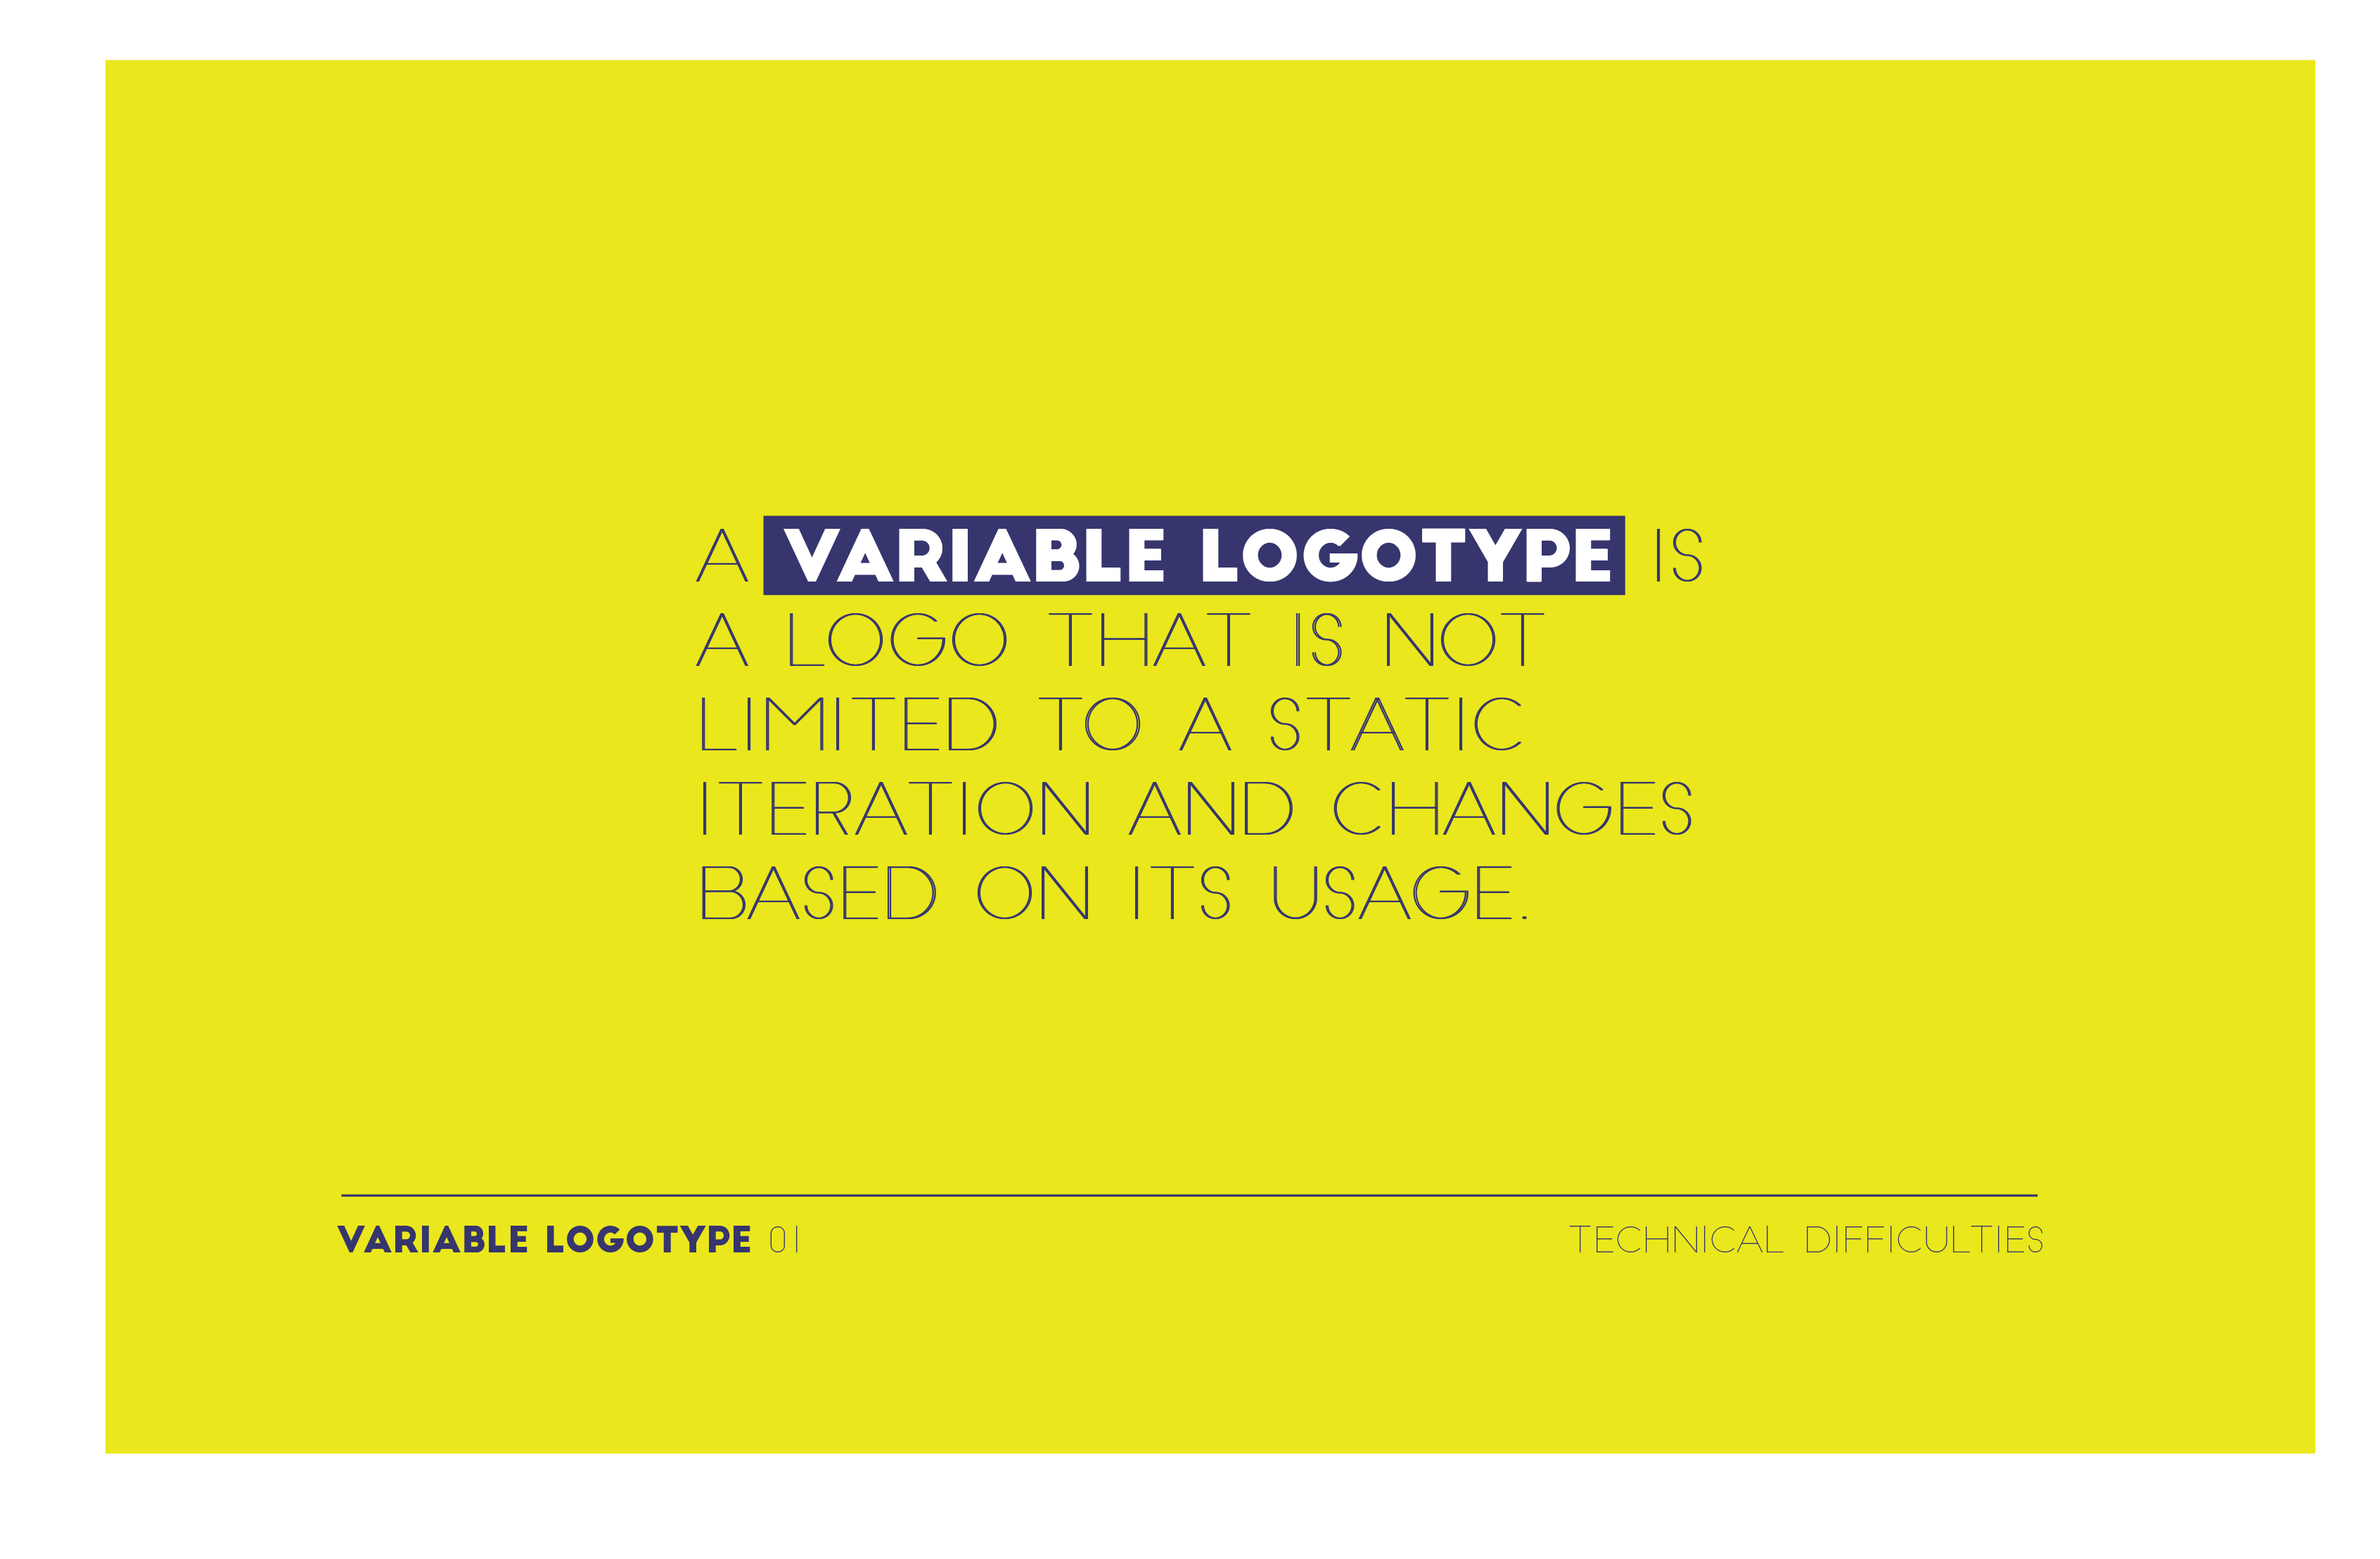 A VARIABLE LOGOTYPE IS
A LOGO THAT IS NOT
LIMITED TO A STATIC
ITERATION AND CHANGES
BASED ON ITS USAGE.
VARIABLE LOGOTYPE 01
TECHNICAL DIFFICULTIES